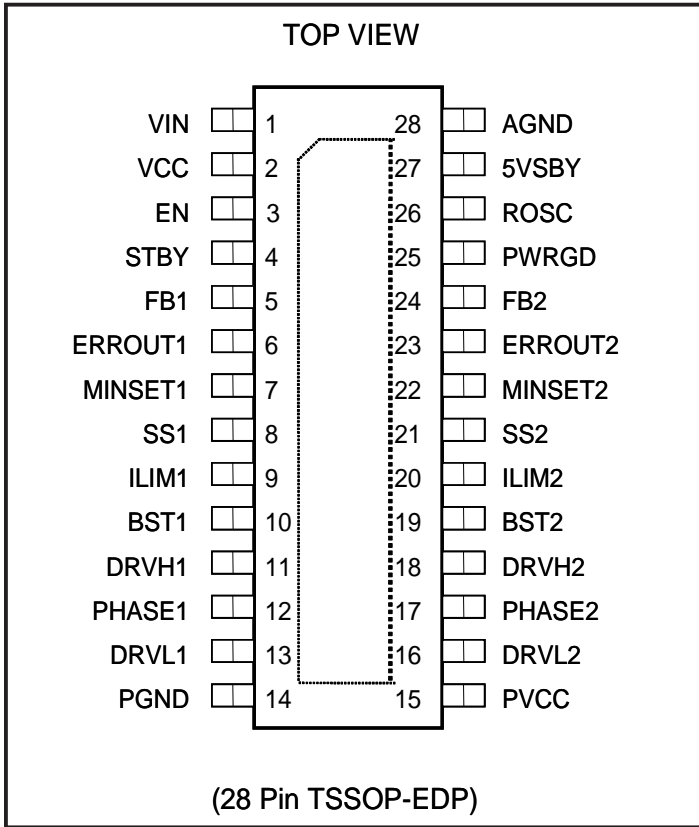 TOP VIEW
VIN 1 28 AGND
VCC 2 27 5VSBY
EN 3 26 ROSC
STBY 4 25 PWRGD
FB1 5 24 FB2
ERROUT1 6 23 ERROUT2
MINSET1 7 22 MINSET2
SS1 8 21 SS2
ILIM1 9 20 ILIM2
BST1 10 19 BST2
DRVH1 11 18 DRVH2
PHASE1 12 17 PHASE2
DRVL1 13 16 DRVL2
PGND 14 15 PVCC
(28 Pin TSSOP-EDP)